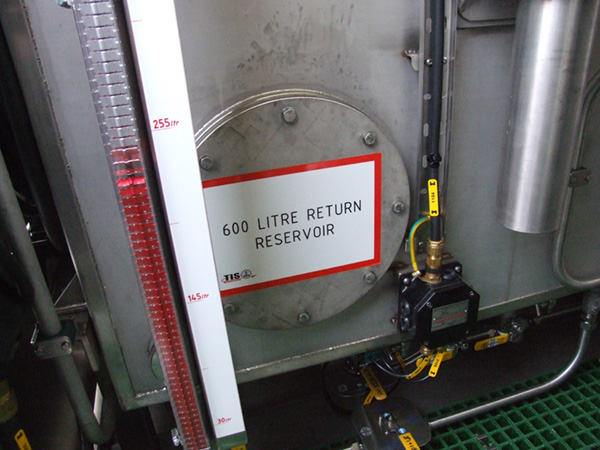 255ltr
600 LITRE RETURN
RESERVOIR
TIS
145ltr
30ltr